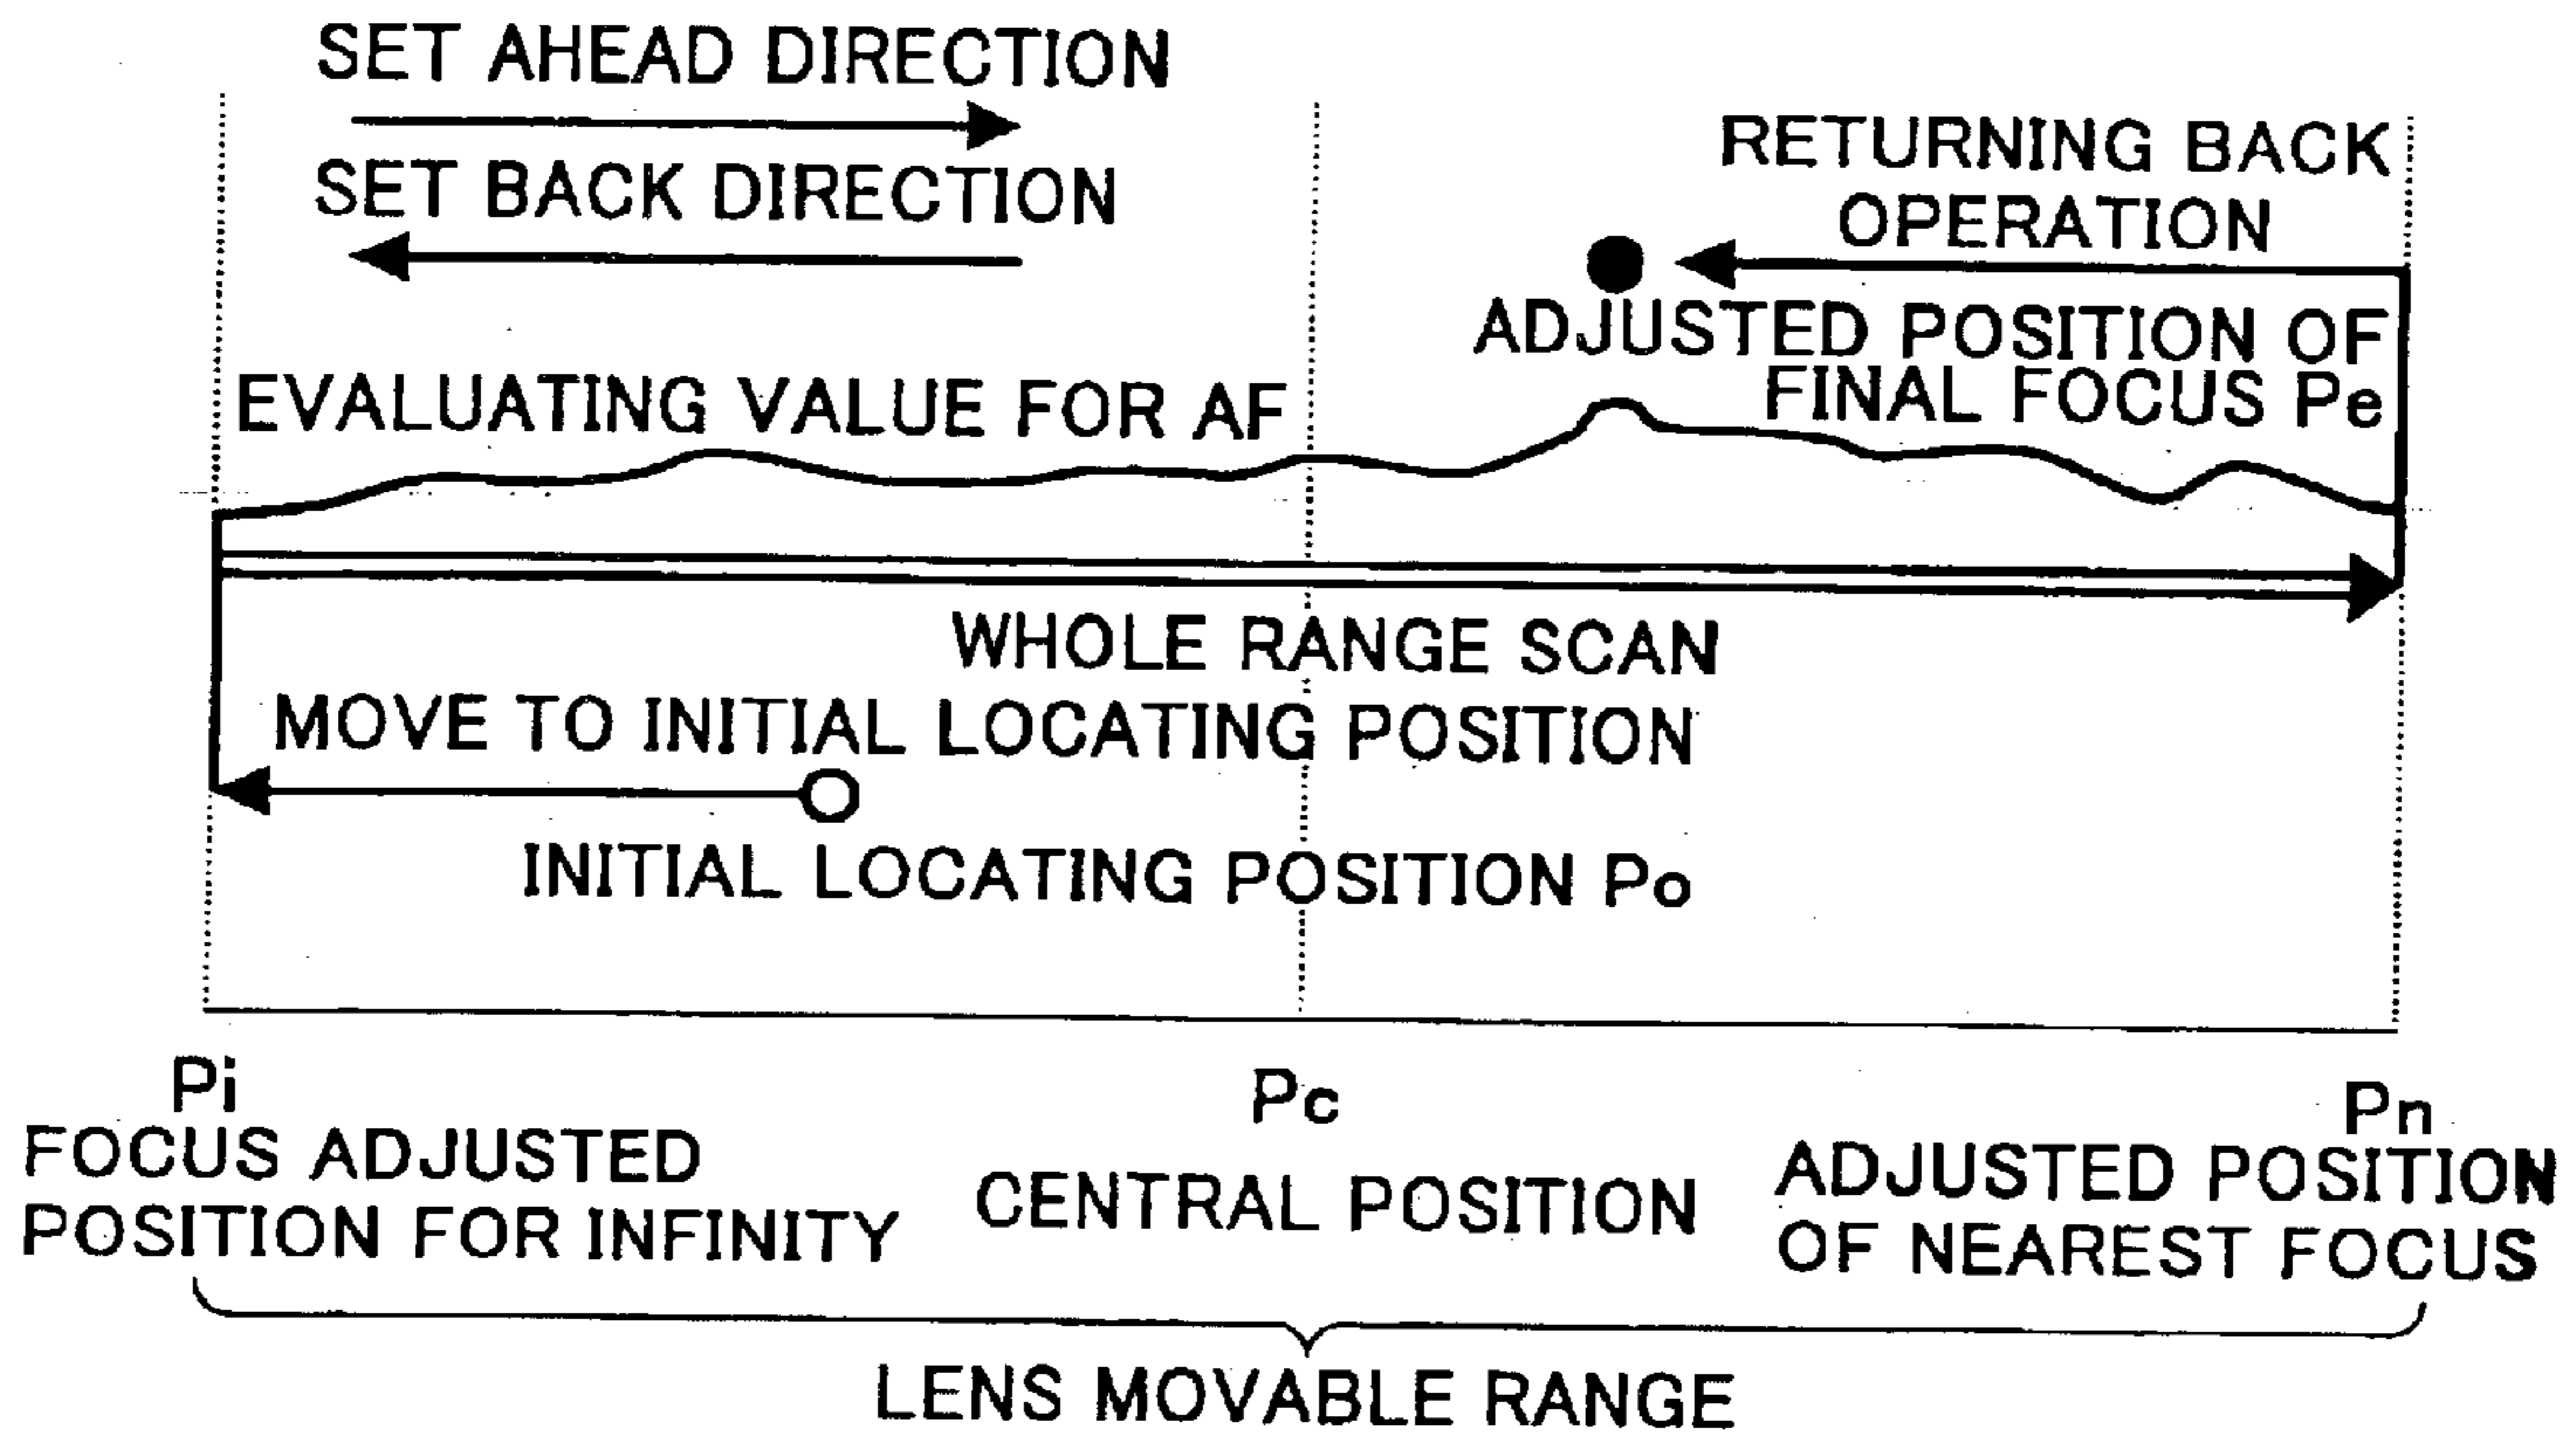 SET AHEAD DIRECTION
SET BACK DIRECTION
RETURNING BACK
OPERATION
ADJUSTED POSITION OF
FINAL FOCUS Pe
EVALUATING VALUE FOR AF
WHOLE RANGE SCAN
MOVE TO INITIAL LOCATING POSITION
INITIAL LOCATING POSITION Po
Pi
FOCUS ADJUSTED
POSITION FOR INFINITY
Pc
CENTRAL POSITION
Pn
ADJUSTED POSITION
OF NEAREST FOCUS
LENS MOVABLE RANGE